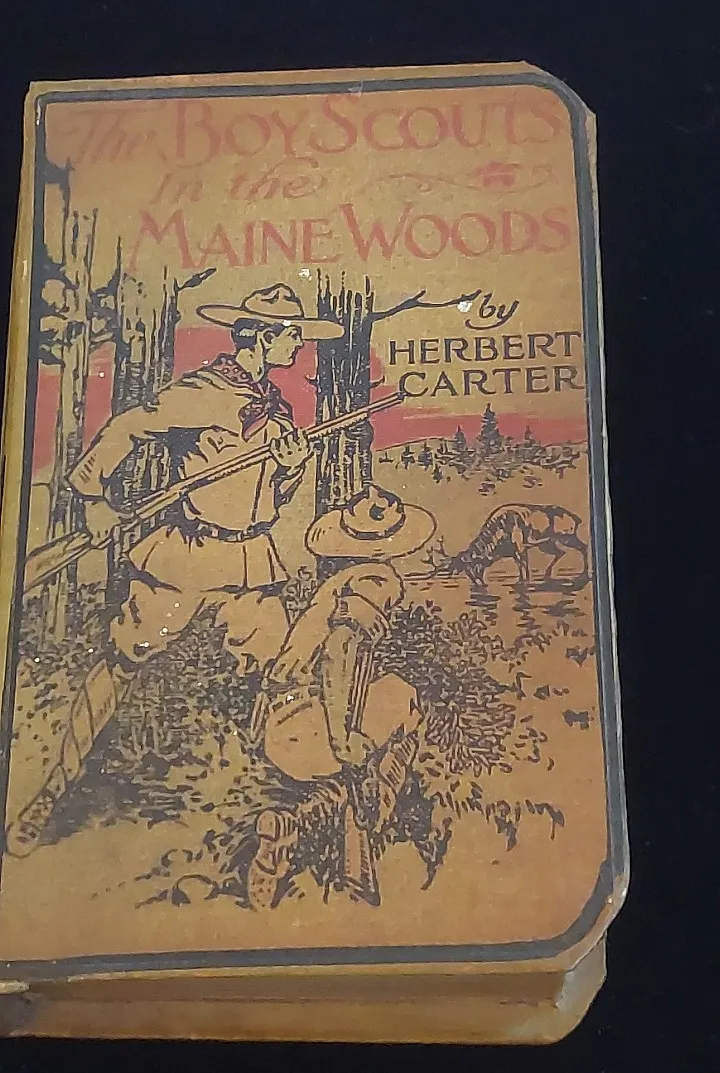 The BOY SCOUTS
In the
MAINE WOODS
by
HERBERT
CARTER